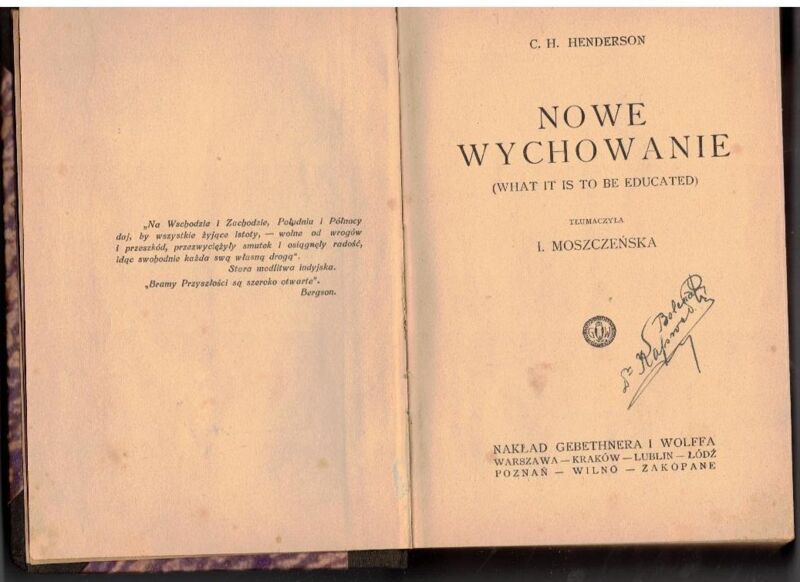 „Na Wschodzie i Zachodzie, Południu i Północy
daj, by wszystkie żyjące istoty, — wolne od wrogów
i przeszkód, przezwyciężyły smutek i osiągnęły radość,
idąc swobodnie każda swą własną drogą".
Stara modlitwa indyjska.
„Bramy Przyszłości są szeroko otwarte".
Bergson.
C. H. HENDERSON
NOWE
WYCHOWANIE
(WHAT IT IS TO BE EDUCATED)
TŁUMACZYŁA
I. MOSZCZEŃSKA
Dr
NAKŁAD GEBETHNERA I WOLFFA
WARSZAWA — KRAKÓW — LUBLIN — ŁÓDŹ
POZNAŃ — WILNO — ZAKOPANE